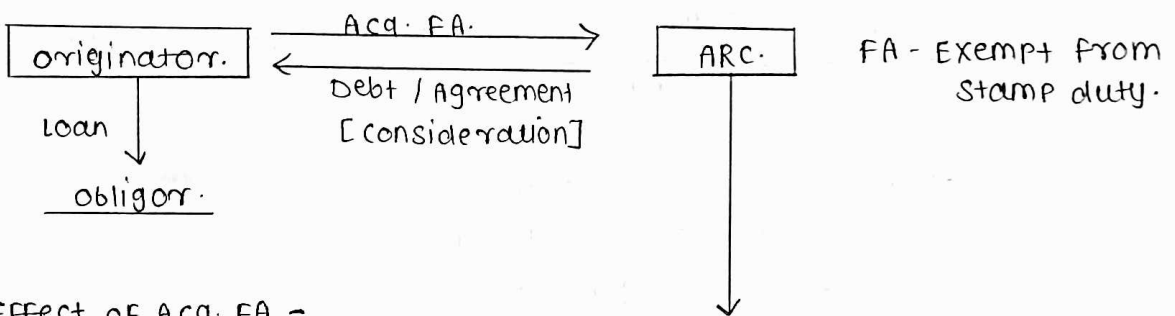 Acq. FA.
originator.
ARC.
FA - Exempt from
stamp duty.
Debt / Agreement
[consideration]
Loan
obligor.
Effect of Acq. FA -